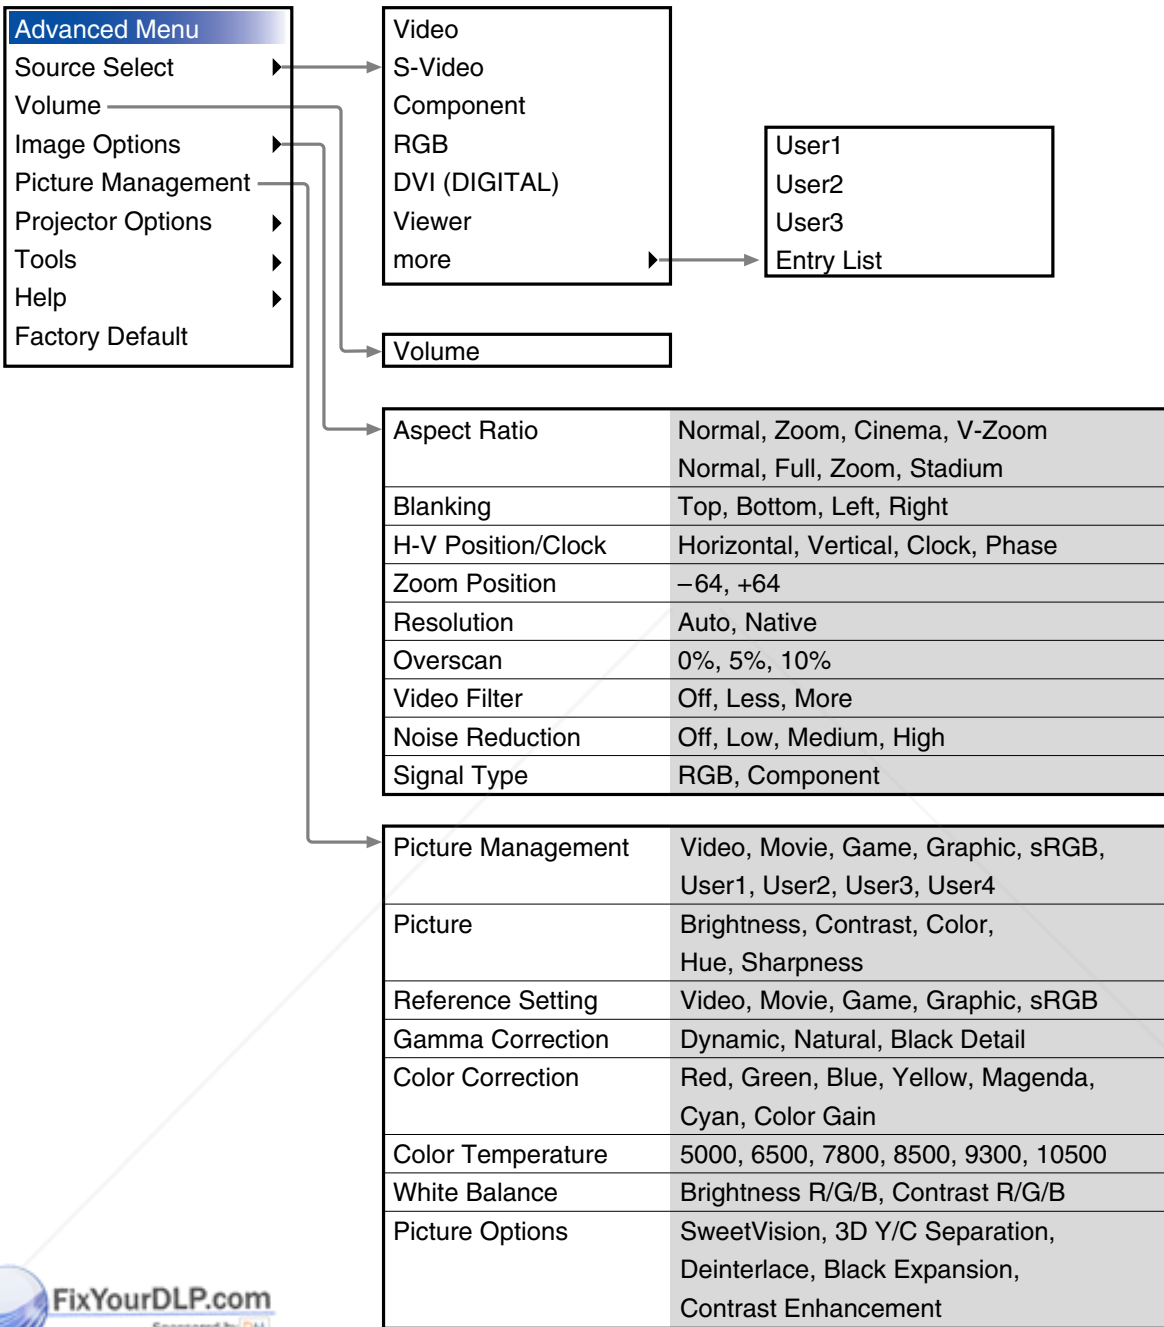 Advanced Menu
Source Select
Volume
Image Options
Picture Management
Projector Options
Tools
Help
Factory Default
Video
S-Video
Component
RGB
DVI (DIGITAL)
Viewer
more
User1
User2
User3
Entry List
Volume
Aspect Ratio Normal, Zoom, Cinema, V-Zoom
Normal, Full, Zoom, Stadium
Blanking Top, Bottom, Left, Right
H-V Position/Clock Horizontal, Vertical, Clock, Phase
Zoom Position –64, +64
Resolution Auto, Native
Overscan 0%, 5%, 10%
Video Filter Off, Less, More
Noise Reduction Off, Low, Medium, High
Signal Type RGB, Component
Picture Management Video, Movie, Game, Graphic, sRGB,
User1, User2, User3, User4
Picture Brightness, Contrast, Color,
Hue, Sharpness
Reference Setting Video, Movie, Game, Graphic, sRGB
Gamma Correction Dynamic, Natural, Black Detail
Color Correction Red, Green, Blue, Yellow, Magenda,
Cyan, Color Gain
Color Temperature 5000, 6500, 7800, 8500, 9300, 10500
White Balance Brightness R/G/B, Contrast R/G/B
Picture Options SweetVision, 3D Y/C Separation,
Deinterlace, Black Expansion,
Contrast Enhancement
FixYourDLP.com